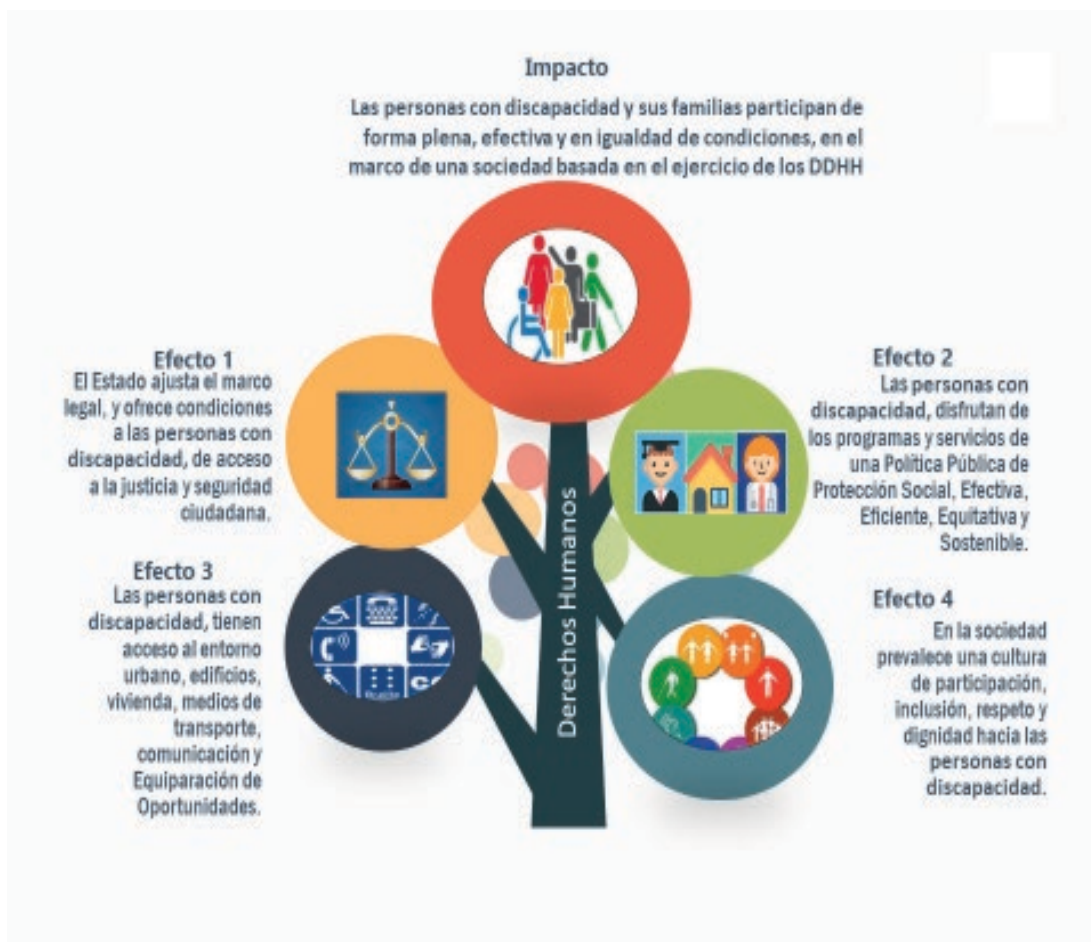 Impacto
Las personas con discapacidad y sus familias participan de
forma plena, efectiva y en igualdad de condiciones, en el
marco de una sociedad basada en el ejercicio de los DDHH
Efecto 1
El Estado ajusta el marco
legal, y ofrece condiciones
a las personas con
discapacidad, de acceso
a la justicia y seguridad
ciudadana.
Efecto 2
Las personas con
discapacidad, disfrutan de
los programas y servicios de
una Política Pública de
Protección Social, Efectiva,
Eficiente, Equitativa y
Sostenible.
Efecto 3
Las personas con
discapacidad, tienen
acceso al entorno
urbano, edificios,
vivienda, medios de
transporte,
comunicación y
Equiparación de
Oportunidades.
Efecto 4
En la sociedad
prevalece una cultura
de participación,
inclusión, respeto y
dignidad hacia las
personas con
discapacidad.
Derechos Humanos